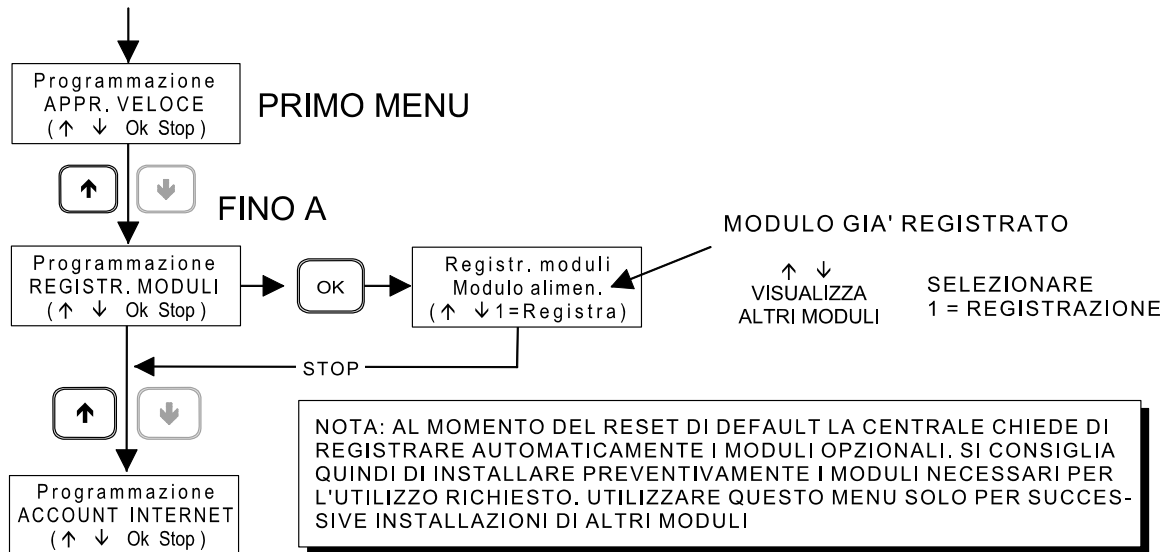 Programmazione
APPR. VELOCE
(↑ ↓ Ok Stop)
PRIMO MENU
↑ ↓
FINO A
Programmazione
REGISTR. MODULI
(↑ ↓ Ok Stop)
OK
Registr. moduli
Modulo alimen.
(↑ ↓1=Registra)
MODULO GIA' REGISTRATO
↑ ↓
VISUALIZZA
ALTRI MODULI
SELEZIONARE
1 = REGISTRAZIONE
STOP
↑ ↓
NOTA: AL MOMENTO DEL RESET DI DEFAULT LA CENTRALE CHIEDE DI
REGISTRARE AUTOMATICAMENTE I MODULI OPZIONALI. SI CONSIGLIA
QUINDI DI INSTALLARE PREVENTIVAMENTE I MODULI NECESSARI PER
L'UTILIZZO RICHIESTO. UTILIZZARE QUESTO MENU SOLO PER SUCCES-
SIVE INSTALLAZIONI DI ALTRI MODULI
Programmazione
ACCOUNT INTERNET
(↑ ↓ Ok Stop)